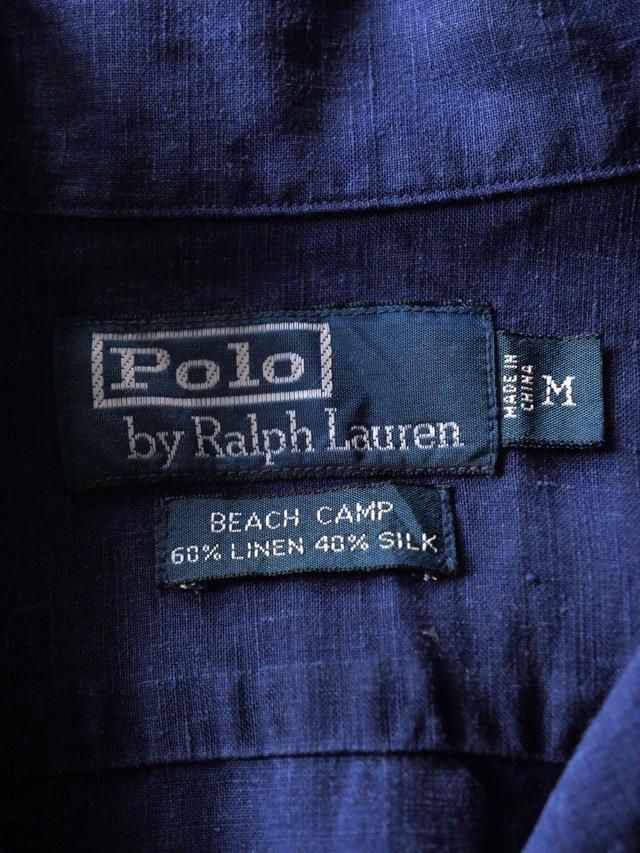 Polo
by Ralph Lauren
MADE IN
CHINA
M
BEACH CAMP
60% LINEN 40% SILK